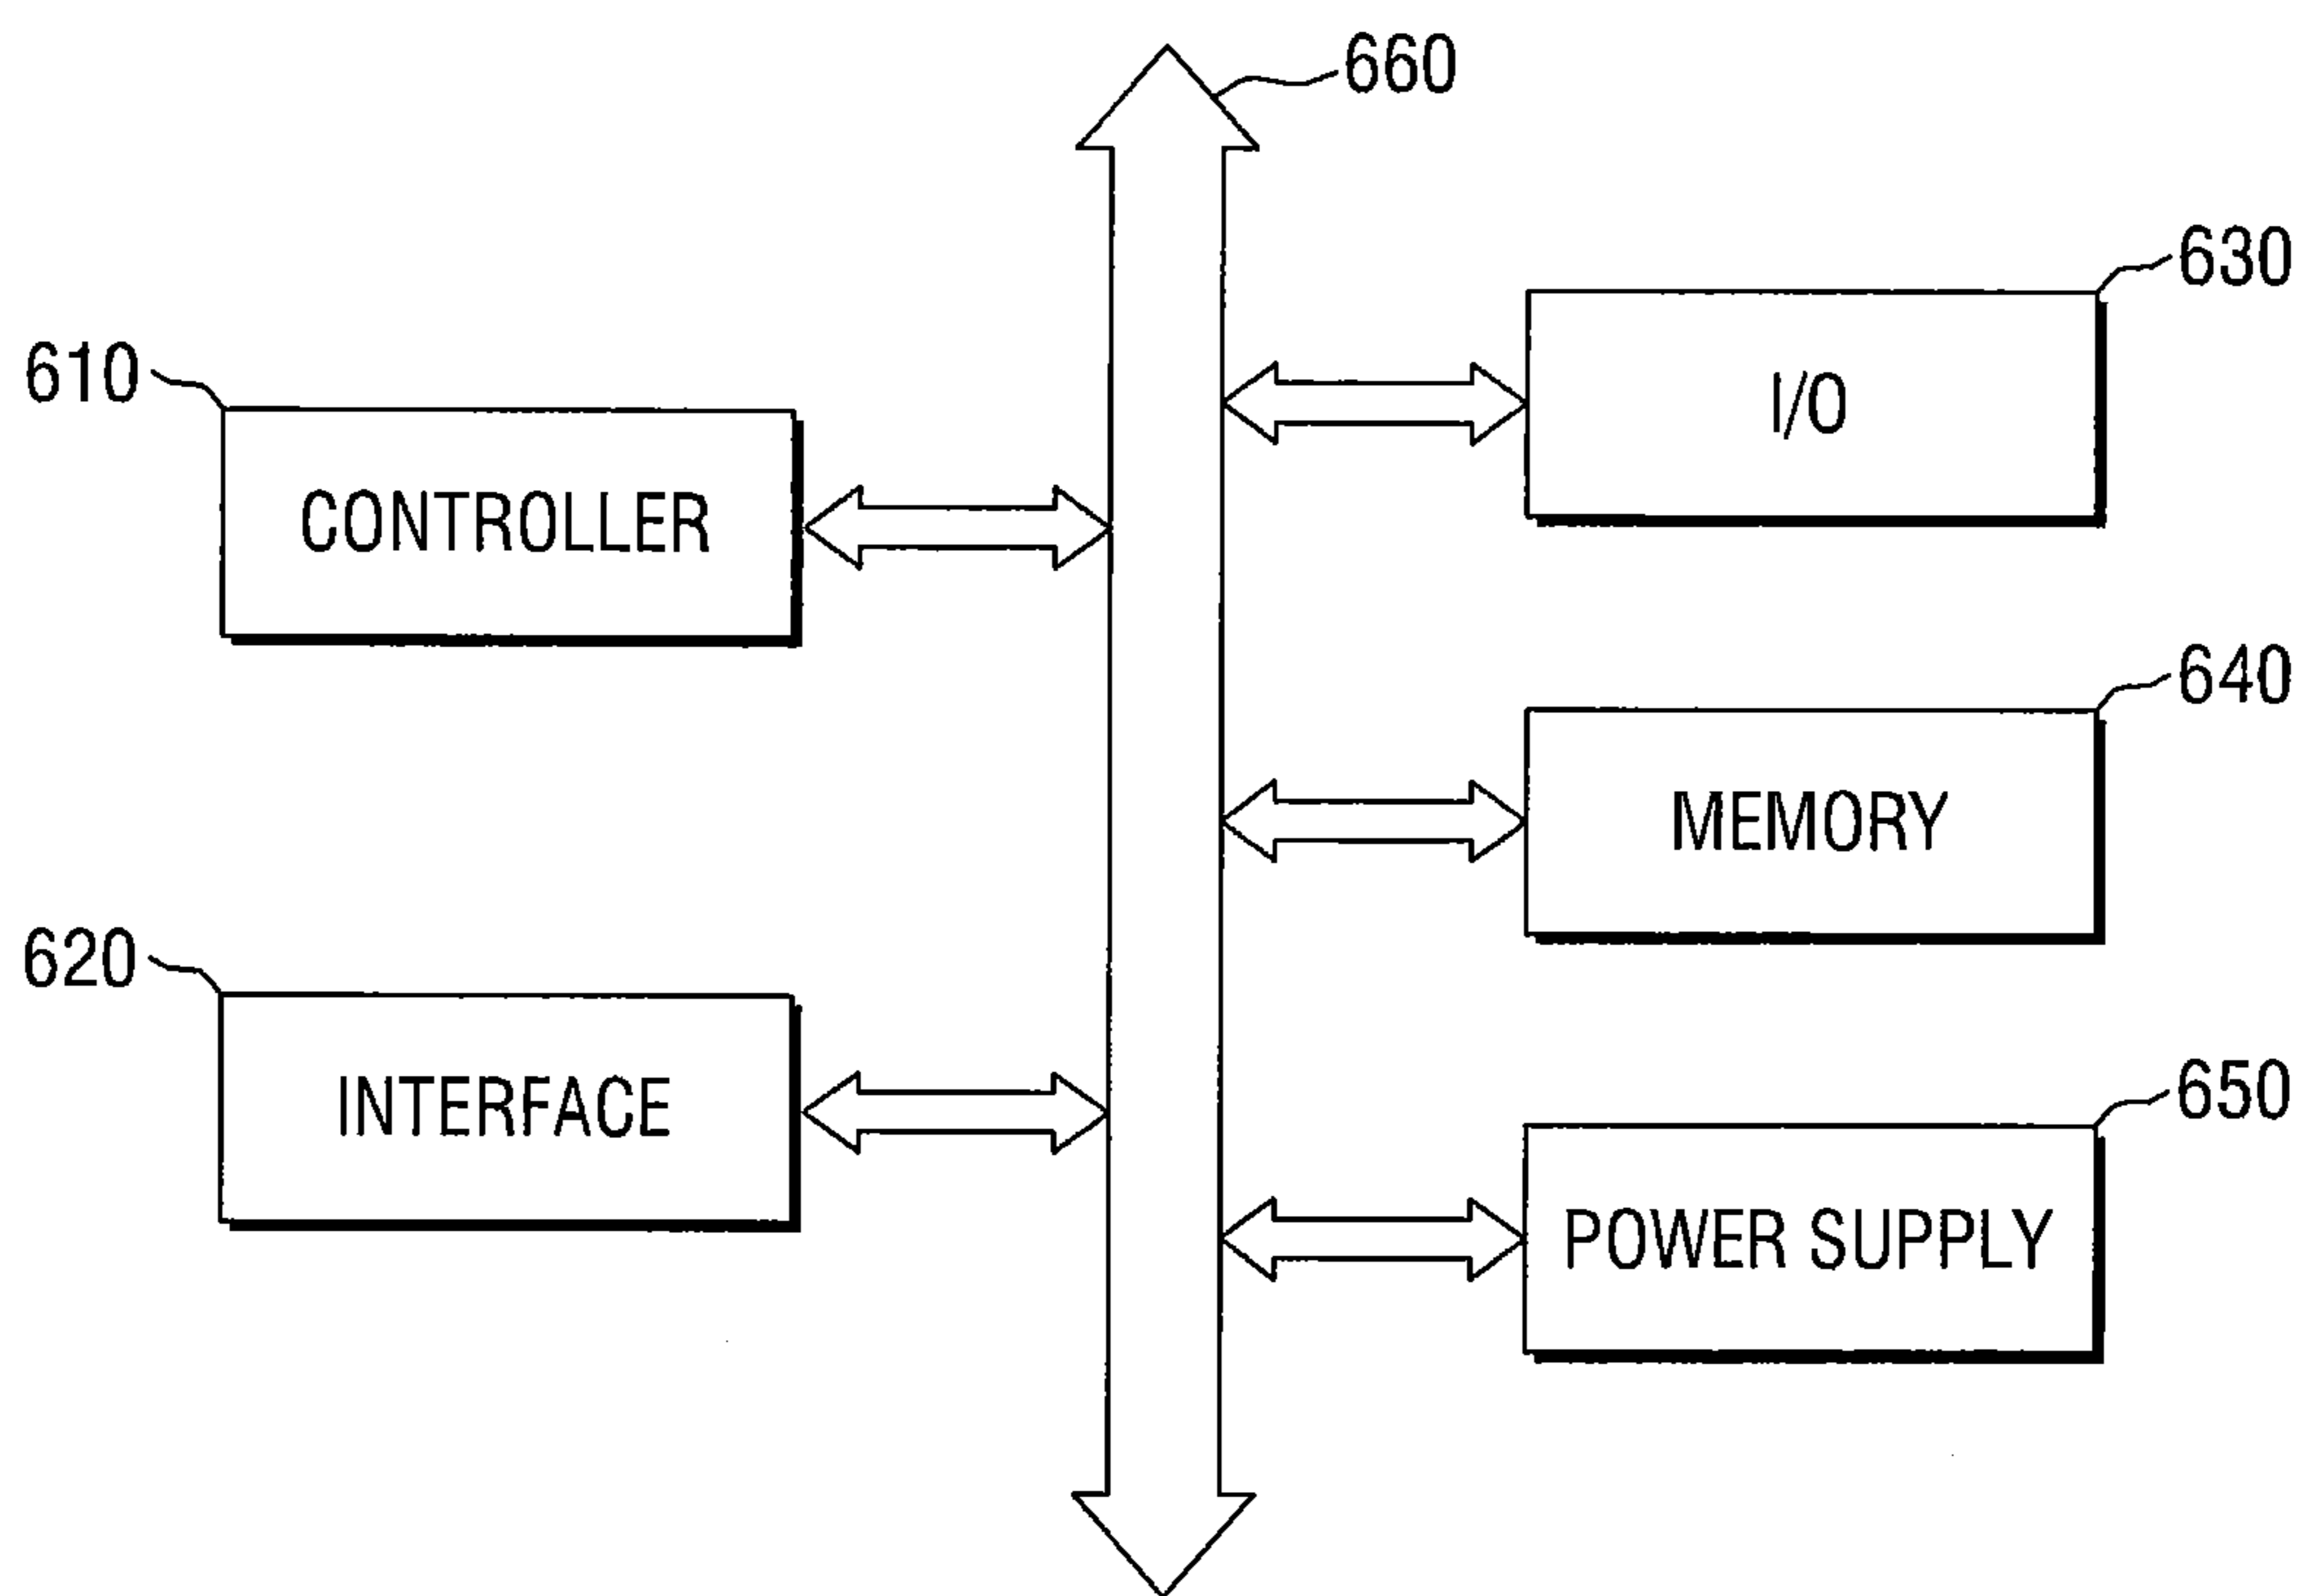 660
630
I/O
610
CONTROLLER
640
MEMORY
620
INTERFACE
650
POWER SUPPLY